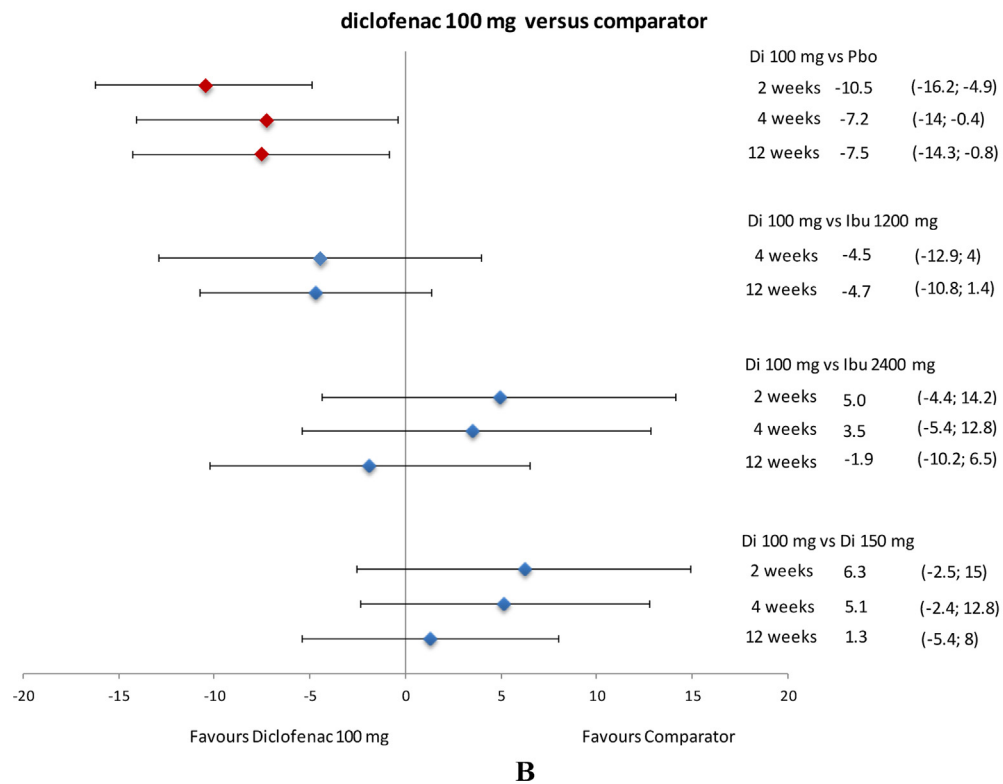 diclofenac 100 mg versus comparator
Di 100 mg vs Pbo
2 weeks -10.5 (-16.2; -4.9)
4 weeks -7.2 (-14; -0.4)
12 weeks -7.5 (-14.3; -0.8)
Di 100 mg vs Ibu 1200 mg
4 weeks -4.5 (-12.9; 4)
12 weeks -4.7 (-10.8; 1.4)
Di 100 mg vs Ibu 2400 mg
2 weeks 5.0 (-4.4; 14.2)
4 weeks 3.5 (-5.4; 12.8)
12 weeks -1.9 (-10.2; 6.5)
Di 100 mg vs Di 150 mg
2 weeks 6.3 (-2.5; 15)
4 weeks 5.1 (-2.4; 12.8)
12 weeks 1.3 (-5.4; 8)
-20 -15 -10 -5 0 5 10 15 20
Favours Diclofenac 100 mg Favours Comparator
B